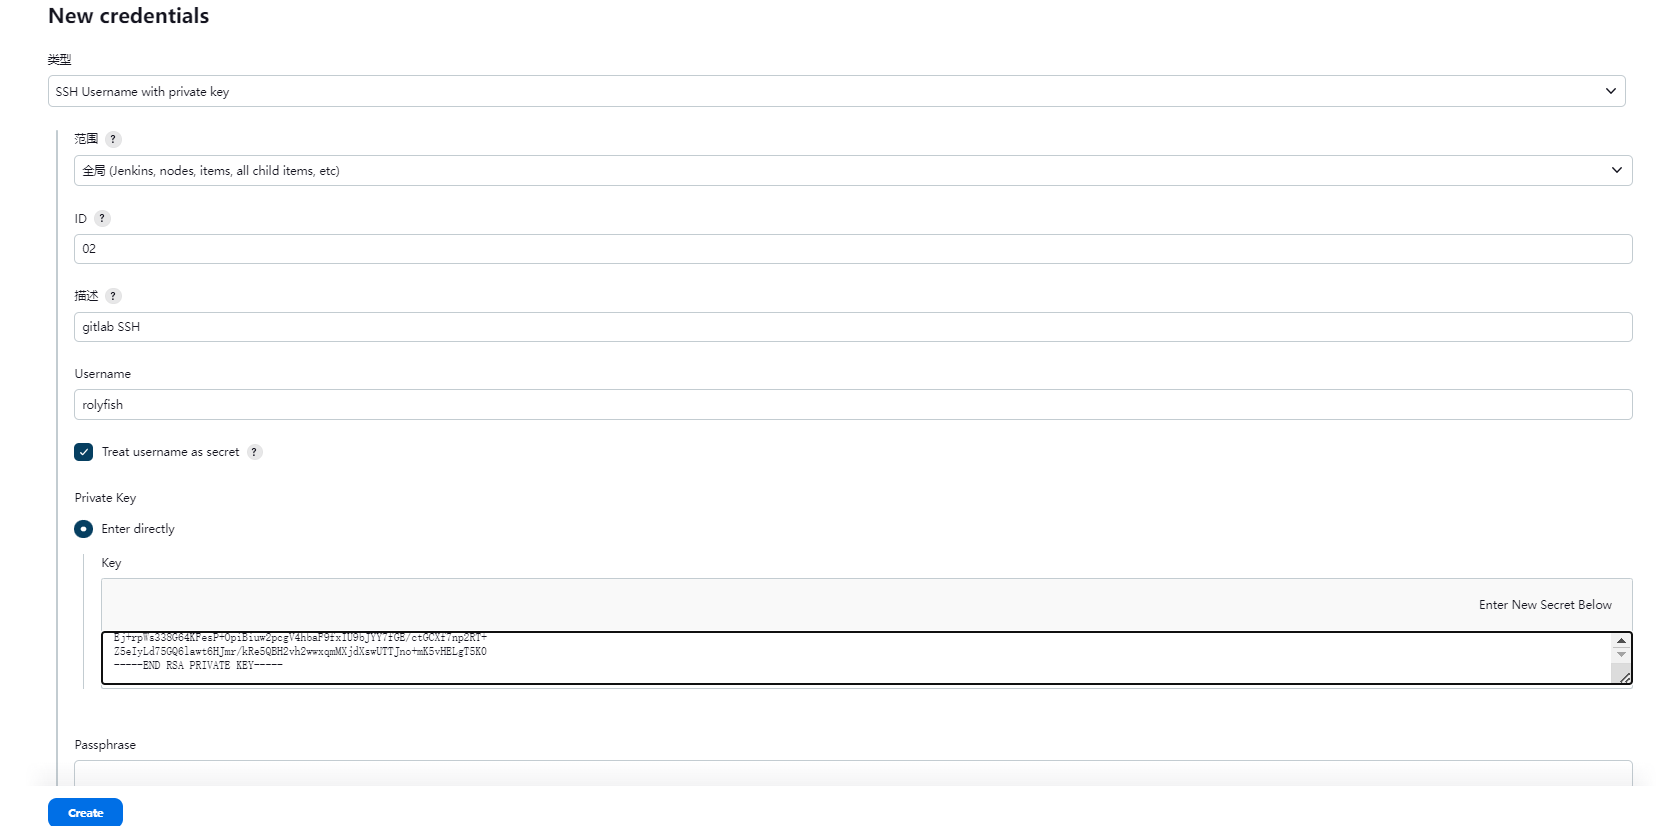 New credentials
类型
SSH Username with private key
范围 ?
全局 (Jenkins, nodes, items, all child items, etc)
ID ?
02
描述 ?
gitlab SSH
Username
rolyfish
Treat username as secret ?
Private Key
Enter directly
Key
Enter New Secret Below
Ej+rpWs338G64KFesP+OpiBiuw2pcgV4hbaF9fxIU9bJYY7fGE/ctGCXf7np2RT+
Z5eIyLd75GQ6lawt6HJmr/kRe5QBH2vh2wwxqmMXjdXswUTTJno+mK5vHELgT5K0
-----END RSA PRIVATE KEY-----
Passphrase
Create